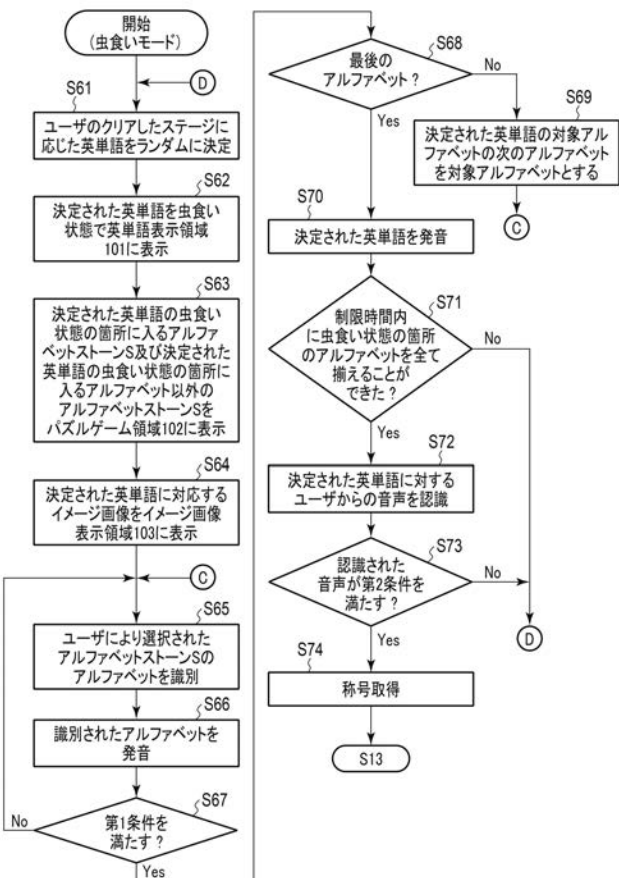 開始
(虫食いモード)
D
S61
ユーザのクリアしたステージに
応じた英単語をランダムに決定
S62
決定された英単語を虫食い
状態で英単語表示領域
101に表示
S63
決定された英単語の虫食い
状態の箇所に入るアルファ
ベットストーンS及び決定された
英単語の虫食い状態の箇所に
入るアルファベット以外の
アルファベットストーンSを
パズルゲーム領域102に表示
S64
決定された英単語に対応する
イメージ画像をイメージ画像
表示領域103に表示
C
S65
ユーザにより選択された
アルファベットストーンSの
アルファベットを識別
S66
識別されたアルファベットを
発音
S67
第1条件を
満たす?
No
Yes
S68
最後の
アルファベット?
No
Yes
S69
決定された英単語の対象アル
ファベットの次のアルファベット
を対象アルファベットとする
C
S70
決定された英単語を発音
S71
制限時間内
に虫食い状態の箇所
のアルファベットを全て
揃えることが
できた?
No
Yes
S72
決定された英単語に対する
ユーザからの音声を認識
S73
認識された
音声が第2条件を
満たす?
No
Yes
D
S74
称号取得
S13